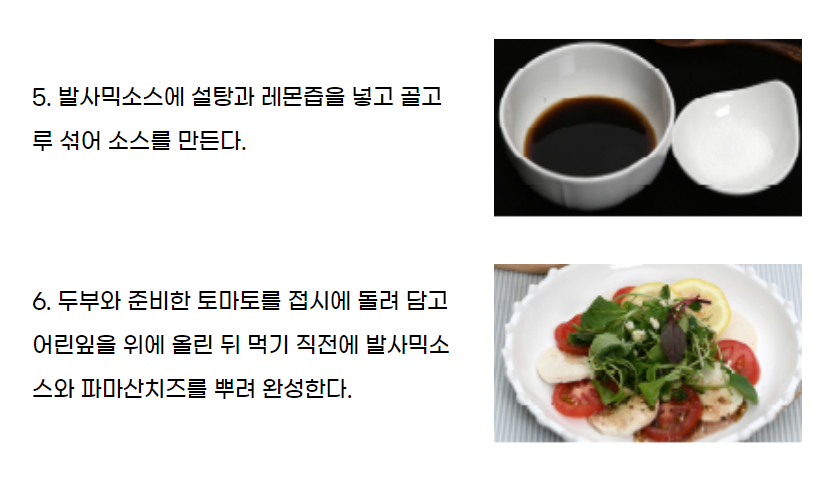 5. 발사믹소스에 설탕과 레몬즙을 넣고 골고
루 섞어 소스를 만든다.
6. 두부와 준비한 토마토를 접시에 돌려 담고
어린잎을 위에 올린 뒤 먹기 직전에 발사믹소
스와 파마산치즈를 뿌려 완성한다.